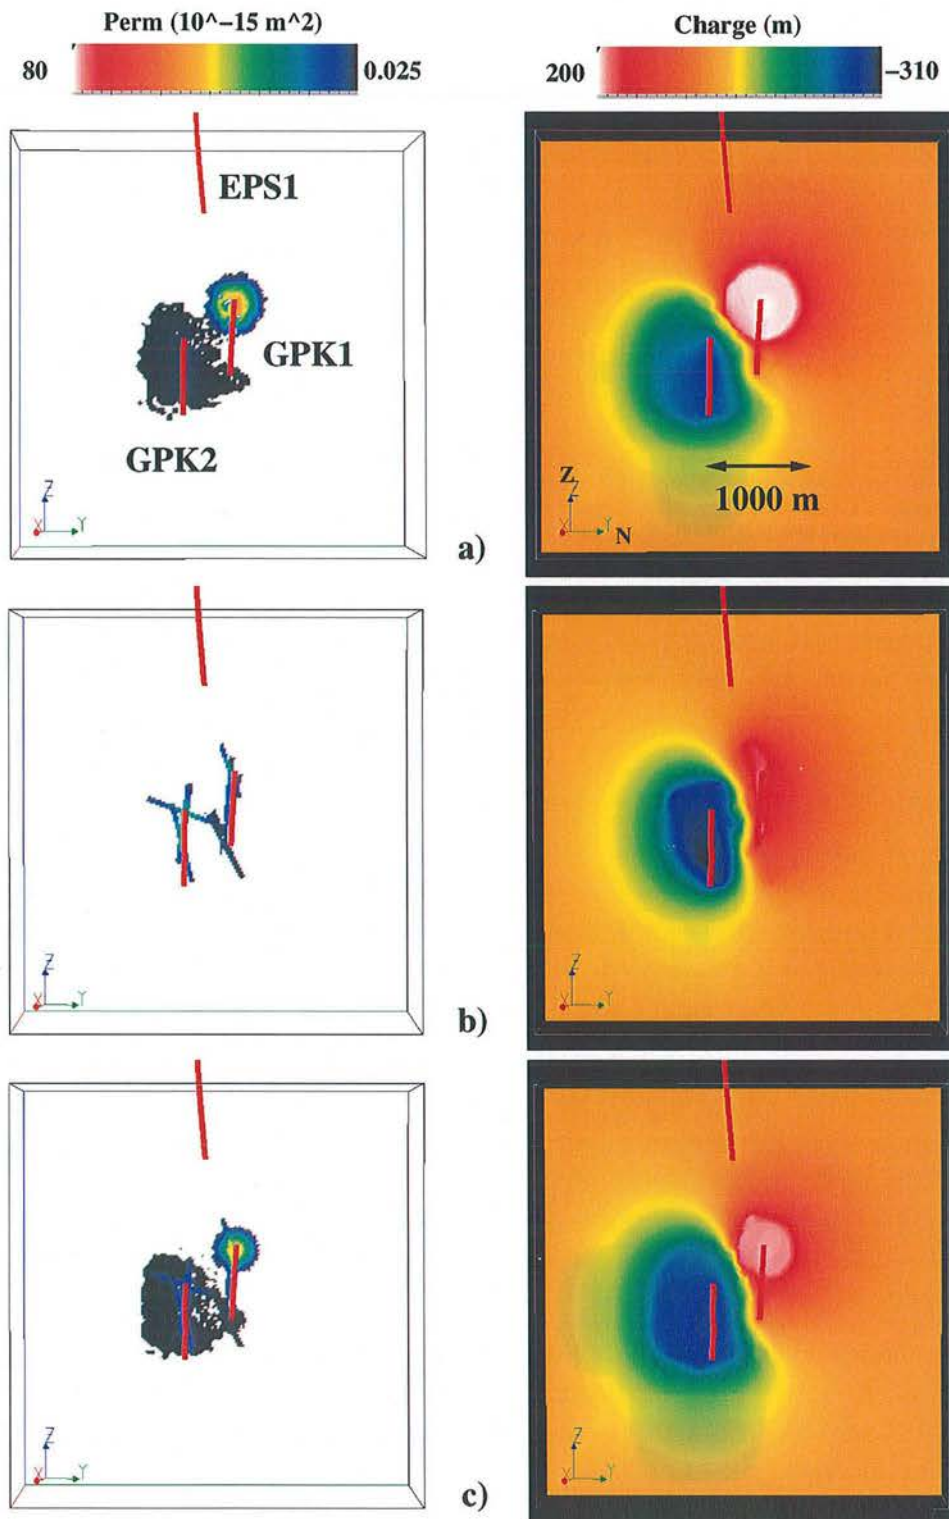 Perm (10^−15 m^2)
80
0.025
Charge (m)
200
−310
EPS1
GPK1
GPK2
Z
X
Y
a)
1000 m
Z
Z
X
Y
N
Z
X
Y
b)
Z
X
Y
Z
X
Y
c)
Z
X
Y